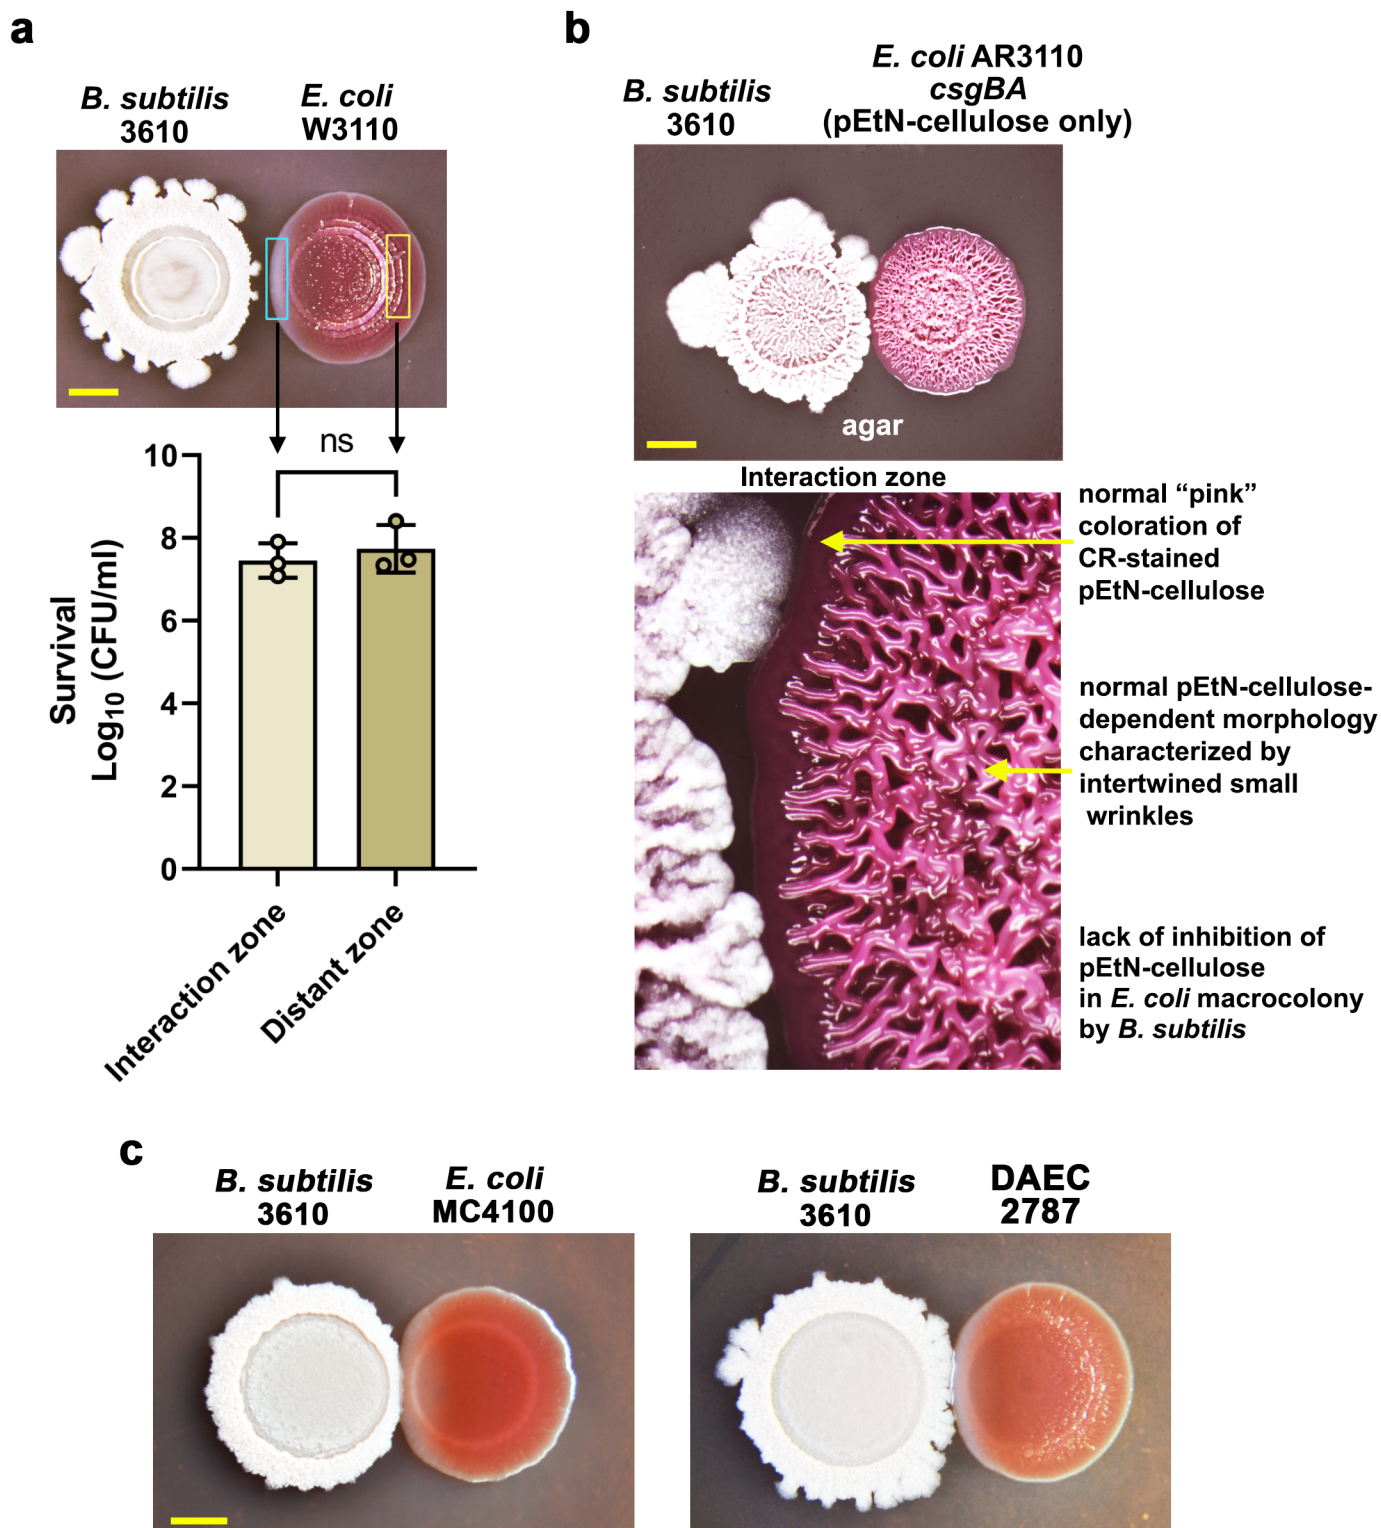 a
B. subtilis
3610
E. coli
W3110
ns
10
8
6
4
2
0
Survival
Log10 (CFU/ml)
Interaction zone
Distant zone
b
B. subtilis
3610
E. coli AR3110
csgBA
(pEtN-cellulose only)
agar
Interaction zone
normal “pink”
coloration of
CR-stained
pEtN-cellulose
normal pEtN-cellulose-
dependent morphology
characterized by
intertwined small
wrinkles
lack of inhibition of
pEtN-cellulose
in E. coli macrocolony
by B. subtilis
c
B. subtilis
3610
E. coli
MC4100
B. subtilis
3610
DAEC
2787